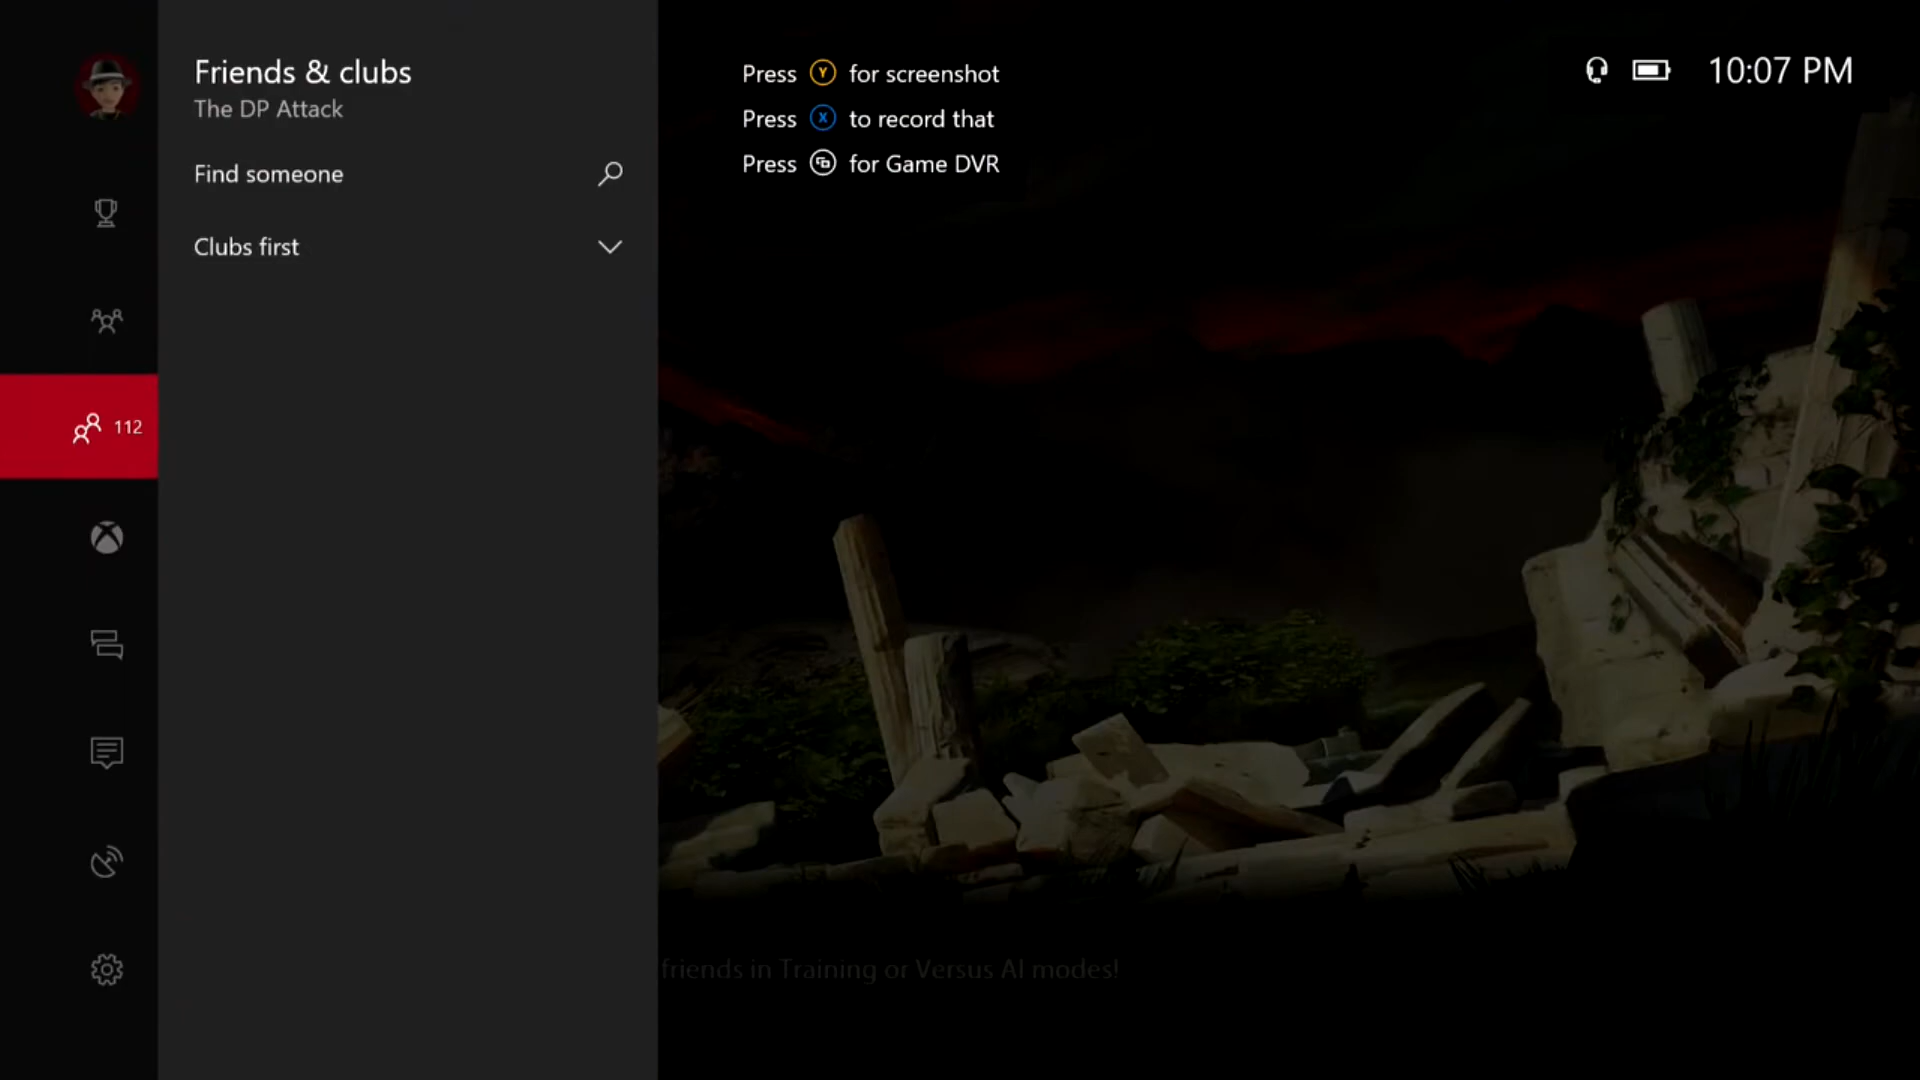 Friends & clubs
The DP Attack
Find someone
Clubs first
112
Press Y for screenshot
Press X to record that
Press for Game DVR
10:07 PM
friends in Training or Versus AI modes!